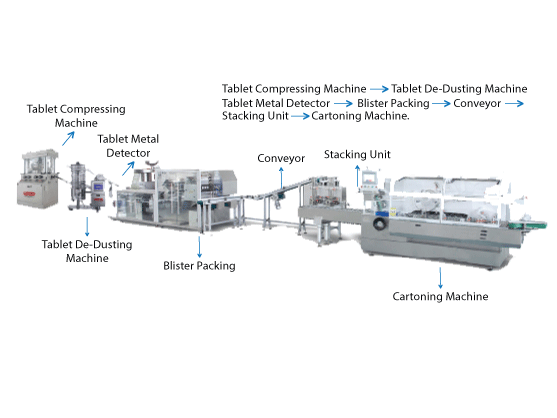 Tablet Compressing Machine → Tablet De-Dusting Machine
Tablet Metal Detector → Blister Packing → Conveyor →
Stacking Unit → Cartoning Machine.
Tablet Compressing
Machine
Tablet Metal
Detector
Conveyor
Stacking Unit
Tablet De-Dusting
Machine
Blister Packing
Cartoning Machine